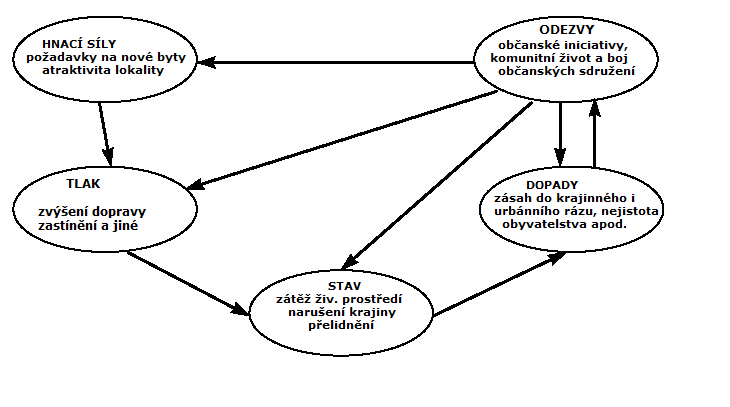 HNACÍ SÍLY
požadavky na nové byty
atraktivita lokality
ODEZVY
občanské iniciativy,
komunitní život a boj
občanských sdružení
TLAK
zvýšení dopravy
zastínění a jiné
DOPADY
zásah do krajinného i
urbánního rázu, nejistota
obyvatelstva apod.
STAV
zátěž živ. prostředí
narušení krajiny
přelidnění